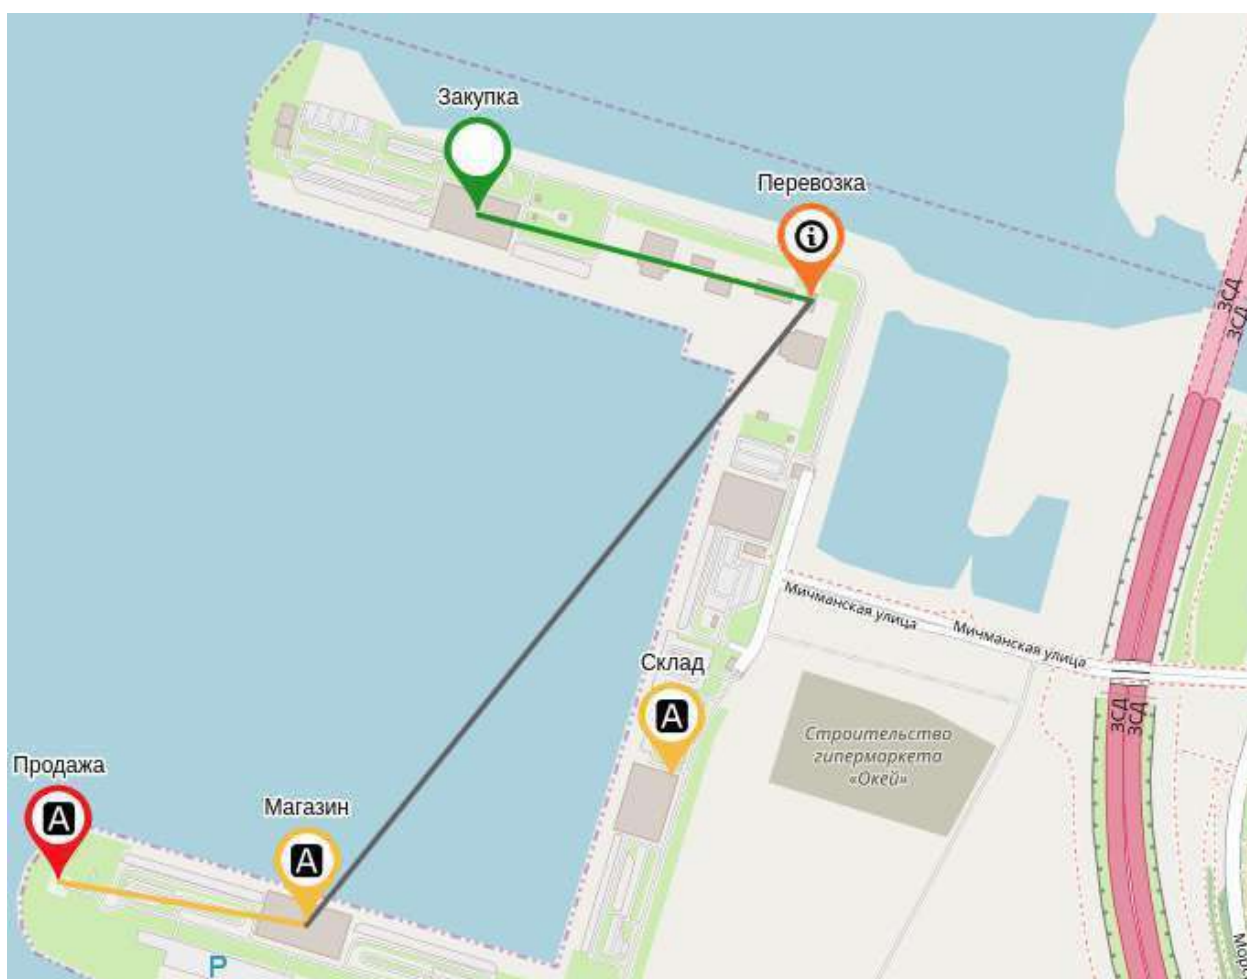 Закупка
Перевозка
i
ЗСД
ЗСД
Мичманская улица
Мичманская улица
Склад
A
ЗСД
ЗСД
Строительство
гипермаркета
«Окей»
Продажа
A
Магазин
A
P